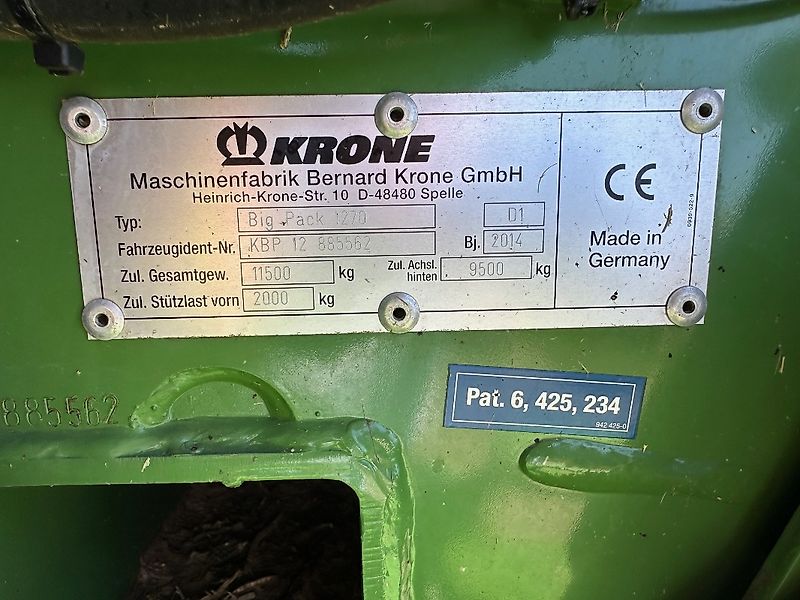 KRONE
Maschinenfabrik Bernard Krone GmbH
Heinrich-Krone-Str. 10 D-48480 Spelle
Typ: Big Pack 1270 D1
Fahrzeugident-Nr. KBP 12 885562 Bj. 2014
Zul. Gesamtgew. 11500 kg Zul. Achsl. hinten 9500 kg
Zul. Stützlast vorn 2000 kg
CE
Made in
Germany
885562
Pat. 6, 425, 234
942 425-0